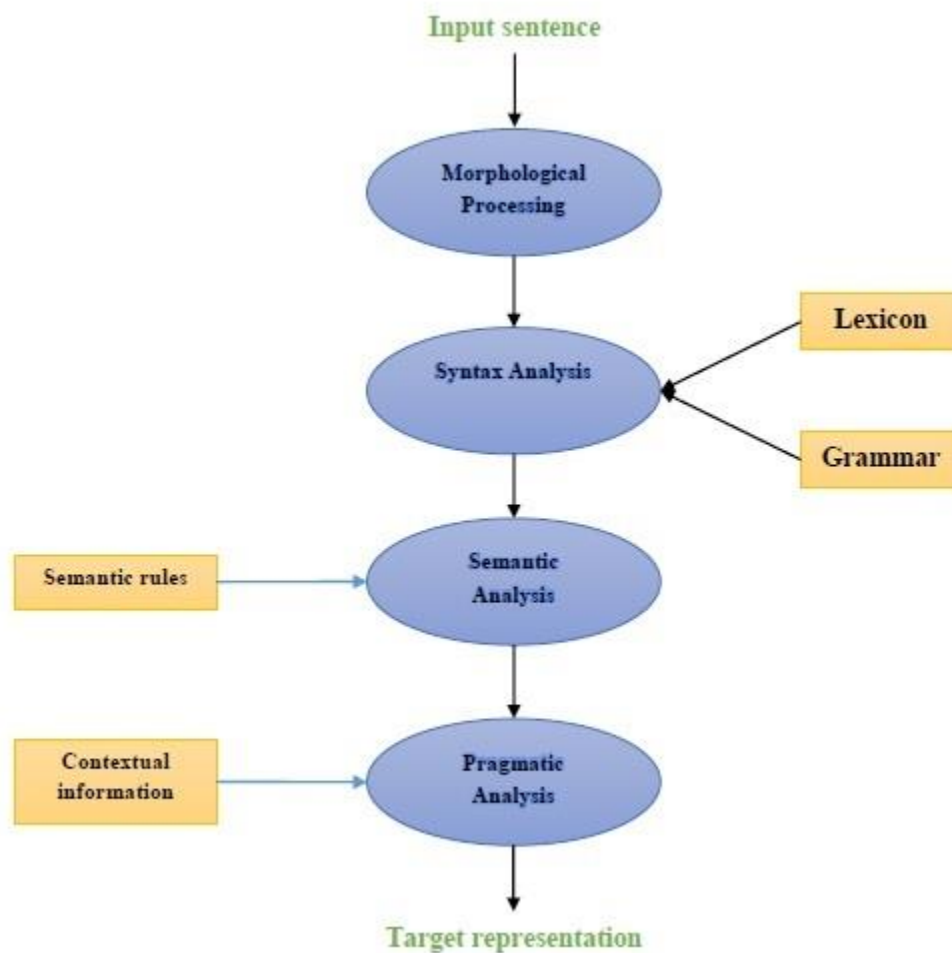 Input sentence
Morphological
Processing
Lexicon
Syntax Analysis
Grammar
Semantic rules
Semantic
Analysis
Contextual
information
Pragmatic
Analysis
Target representation